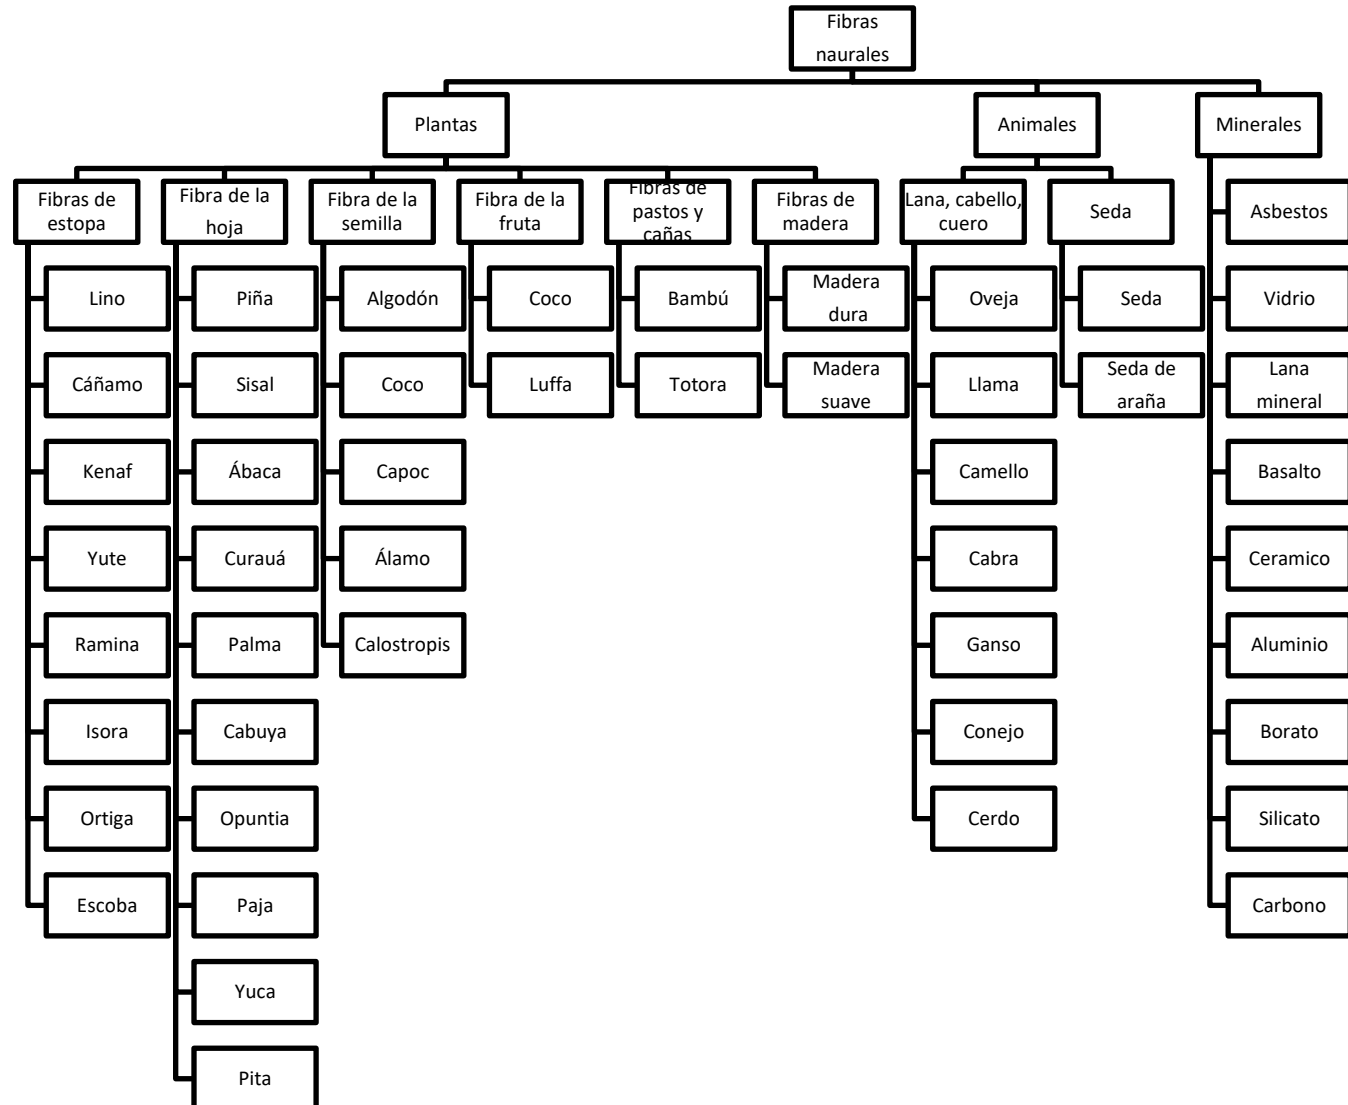 Fibras
naurales
Plantas
Animales
Minerales
Fibras de
estopa
Fibra de la
hoja
Fibra de la
semilla
Fibra de la
fruta
Fibras de
pastos y
cañas
Fibras de
madera
Lana, cabello,
cuero
Seda
Lino
Cáñamo
Kenaf
Yute
Ramina
Isora
Ortiga
Escoba
Piña
Sisal
Ábaca
Curauá
Palma
Cabuya
Opuntia
Paja
Yuca
Pita
Algodón
Coco
Capoc
Álamo
Calostropis
Coco
Luffa
Bambú
Totora
Madera
dura
Madera
suave
Oveja
Llama
Camello
Cabra
Ganso
Conejo
Cerdo
Seda
Seda de
araña
Asbestos
Vidrio
Lana
mineral
Basalto
Ceramico
Aluminio
Borato
Silicato
Carbono